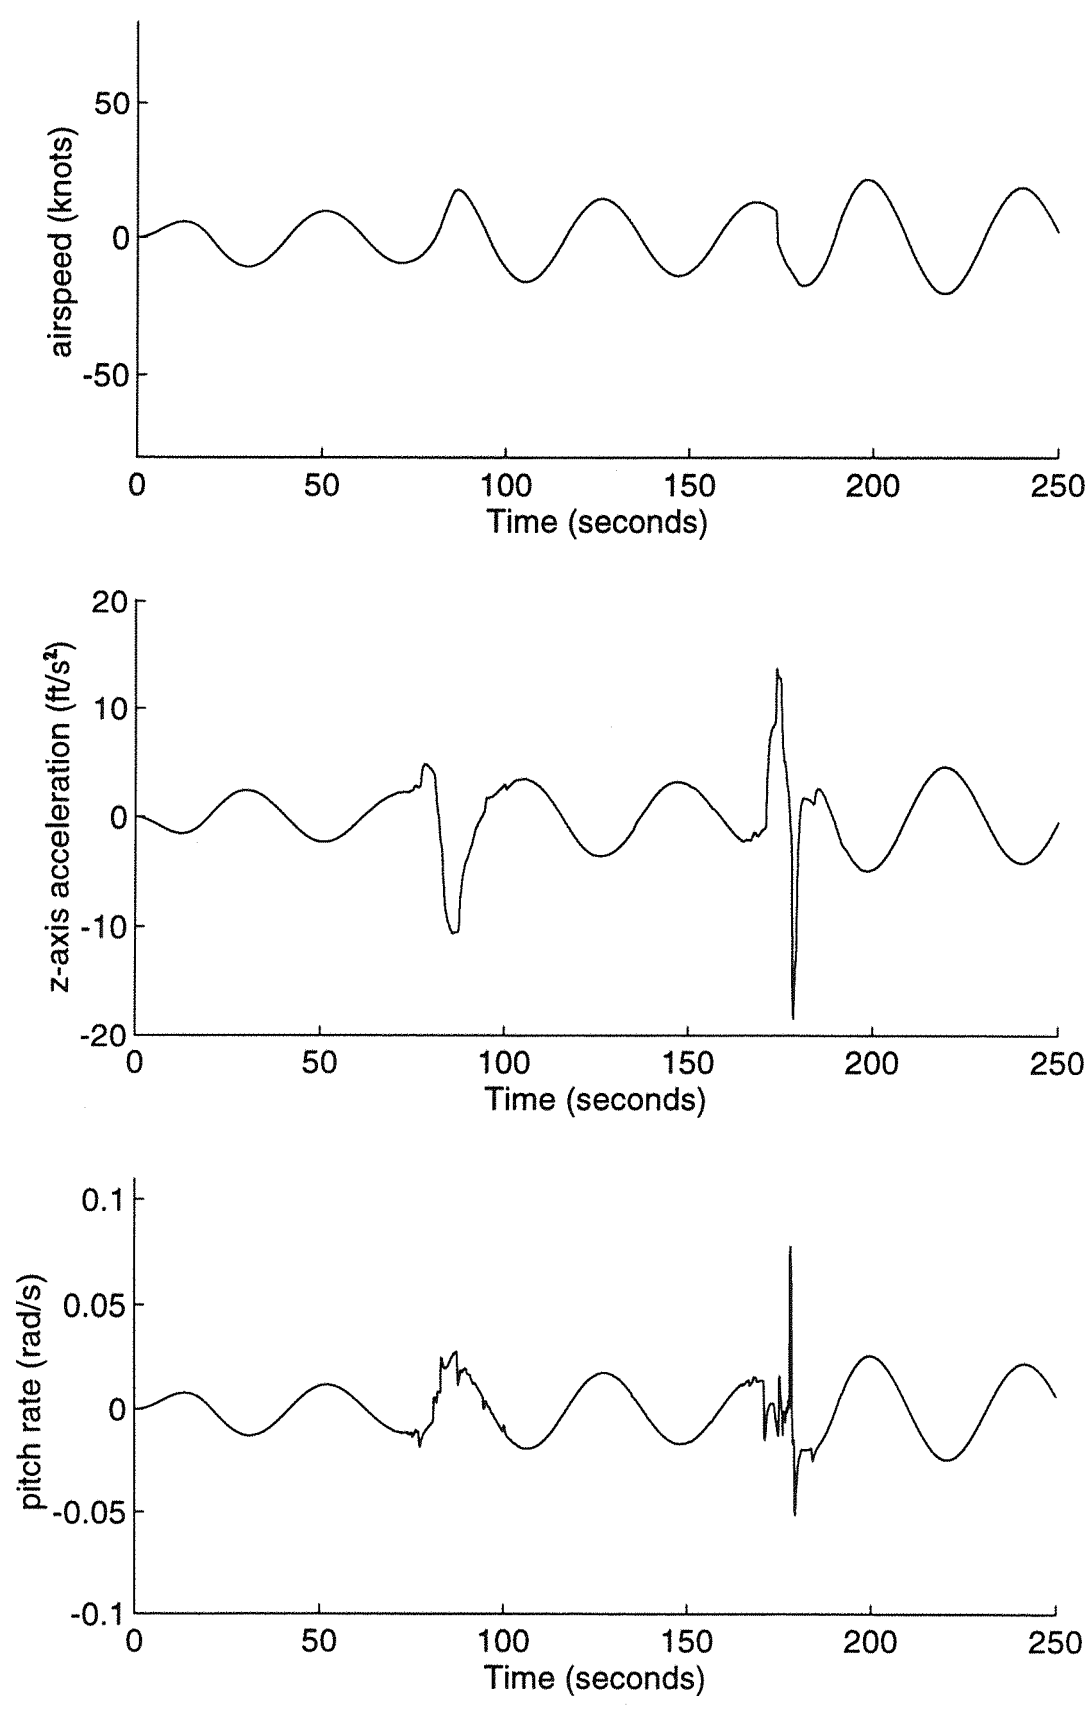 50
0
-50
airspeed (knots)
0 50 100 150 200 250
Time (seconds)
20
10
0
-10
-20
z-axis acceleration (ft/s²)
0 50 100 150 200 250
Time (seconds)
0.1
0.05
0
-0.05
-0.1
pitch rate (rad/s)
0 50 100 150 200 250
Time (seconds)